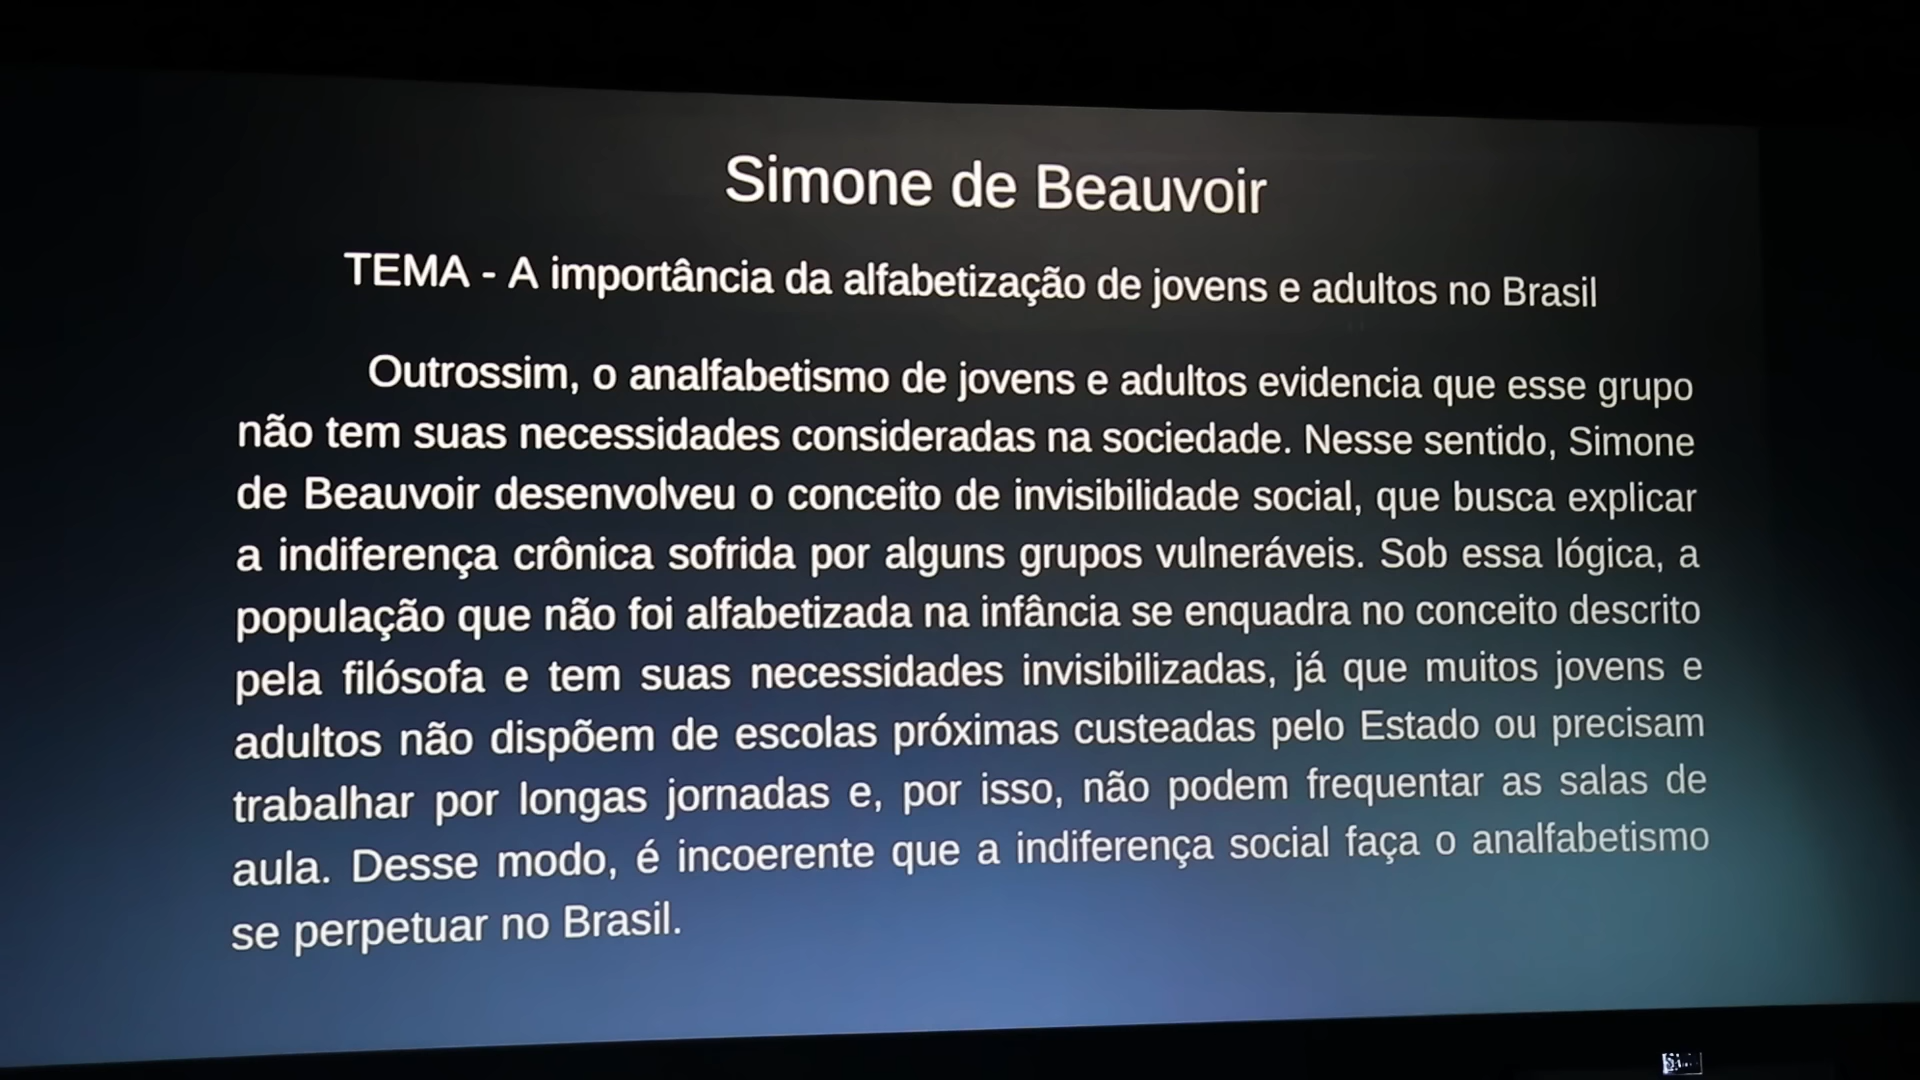 Simone de Beauvoir
TEMA - A importância da alfabetização de jovens e adultos no Brasil
Outrossim, o analfabetismo de jovens e adultos evidencia que esse grupo
não tem suas necessidades consideradas na sociedade. Nesse sentido, Simone
de Beauvoir desenvolveu o conceito de invisibilidade social, que busca explicar
a indiferença crônica sofrida por alguns grupos vulneráveis. Sob essa lógica, a
população que não foi alfabetizada na infância se enquadra no conceito descrito
pela filósofa e tem suas necessidades invisibilizadas, já que muitos jovens e
adultos não dispõem de escolas próximas custeadas pelo Estado ou precisam
trabalhar por longas jornadas e, por isso, não podem frequentar as salas de
aula. Desse modo, é incoerente que a indiferença social faça o analfabetismo
se perpetuar no Brasil.